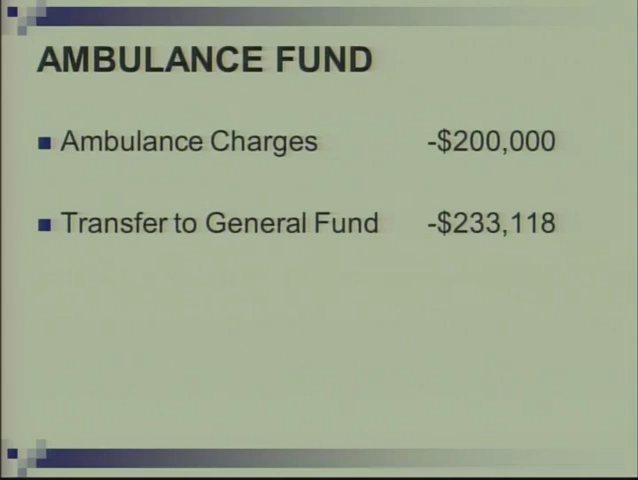 AMBULANCE FUND
Ambulance Charges -$200,000
Transfer to General Fund -$233,118